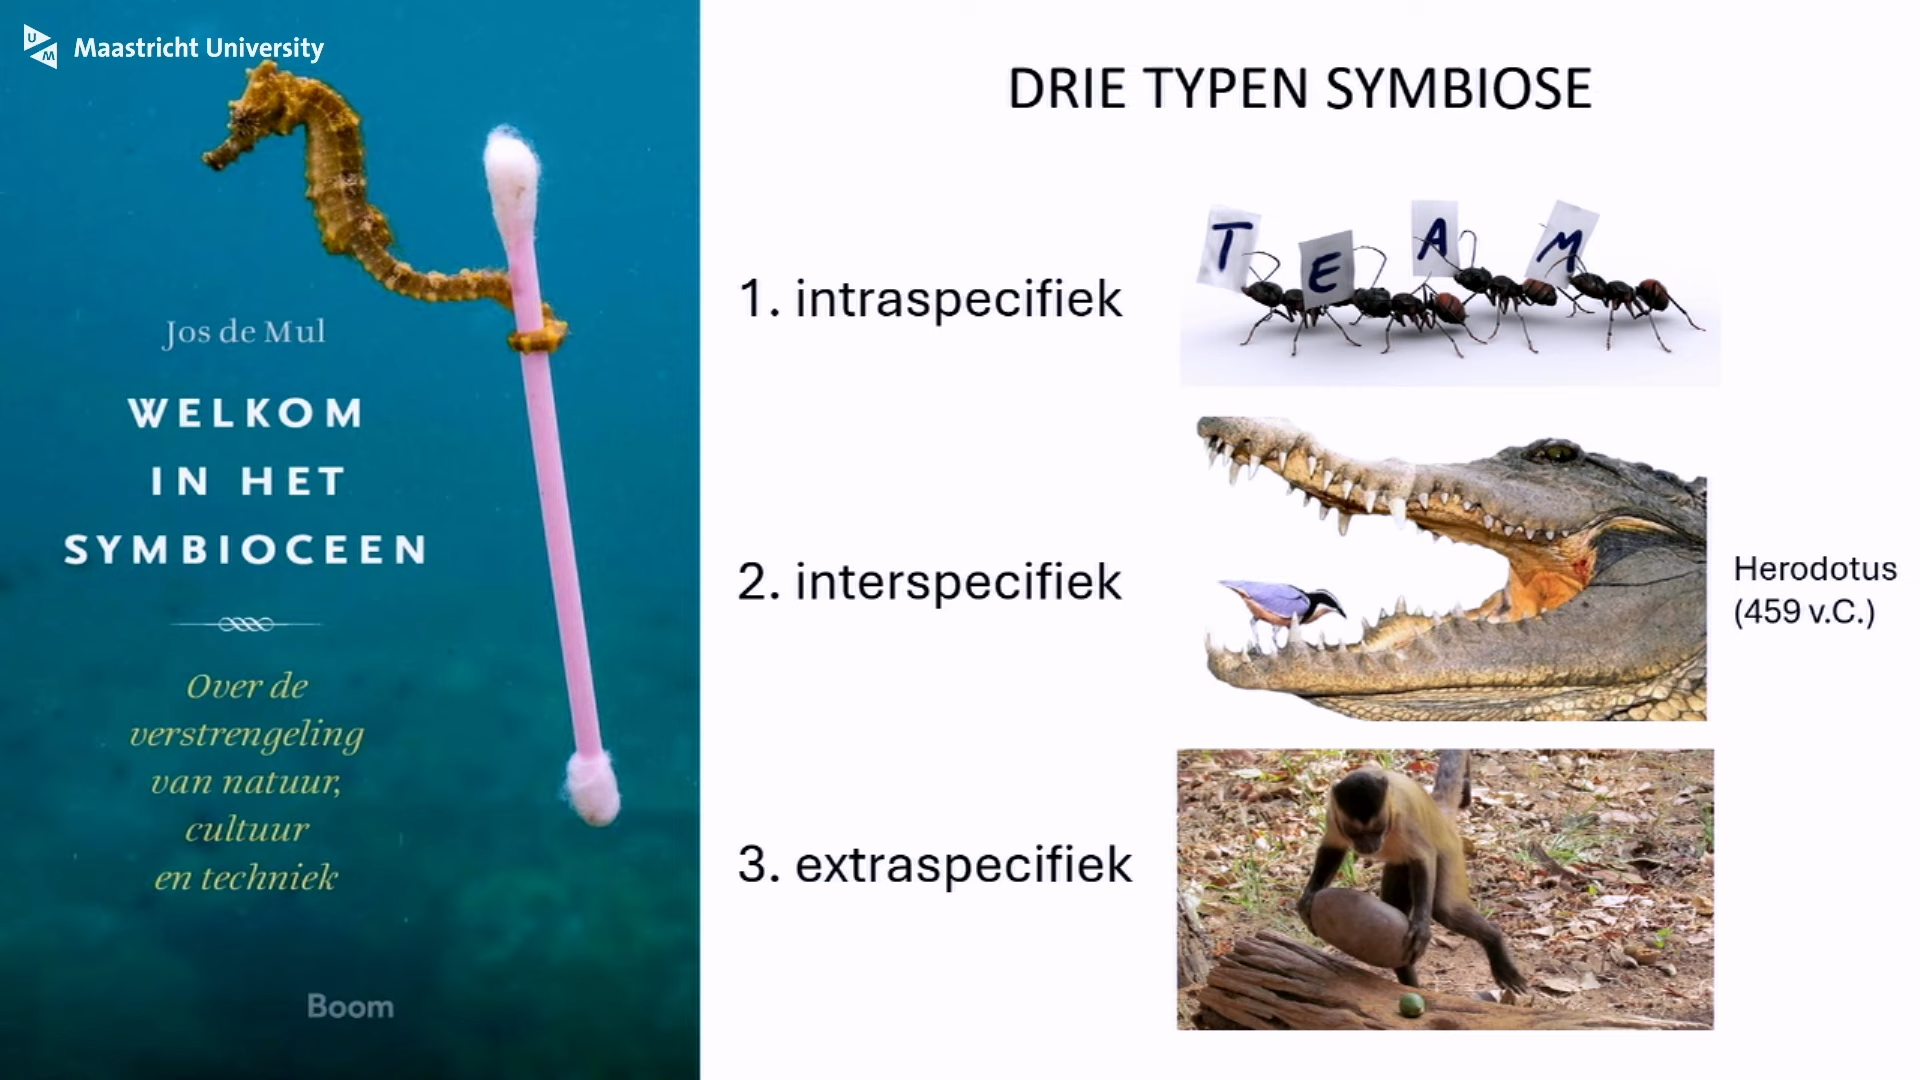 Maastricht University
UM
Jos de Mul
WELKOM
IN HET
SYMBIOCEEN
Over de
verstrengeling
van natuur,
cultuur
en techniek
Boom
DRIE TYPEN SYMBIOSE
1. intraspecifiek
T E A M
2. interspecifiek
Herodotus
(459 v.C.)
3. extraspecifiek